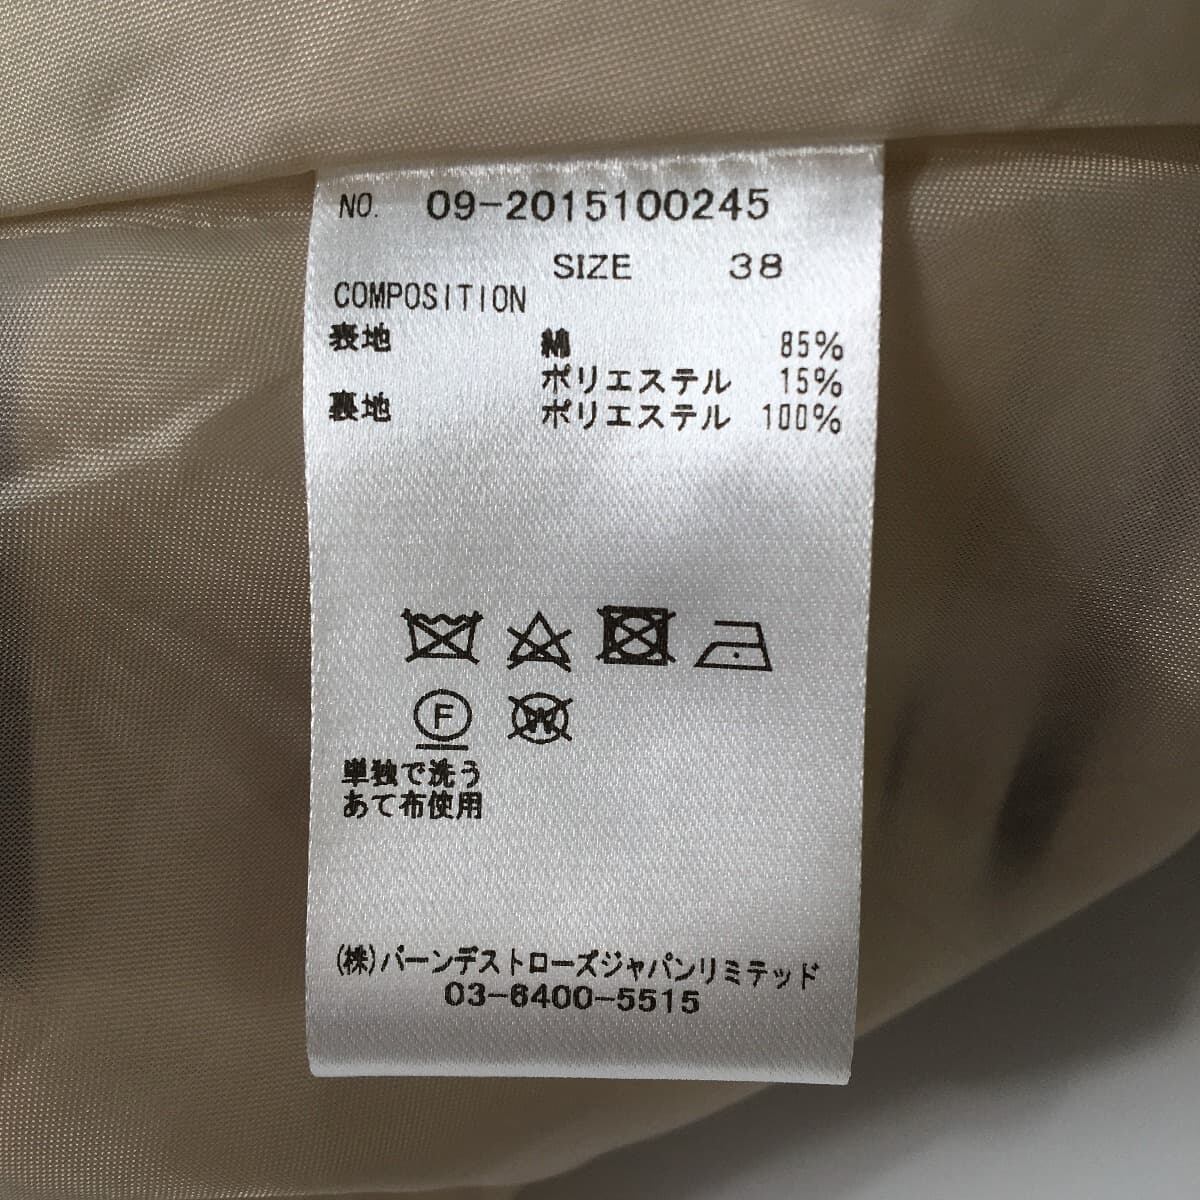 NO. 09-2015100245
SIZE 38
COMPOSITION
表地 85%
ポリエステル 15%
裏地 ポリエステル 100%
F W
単独で洗う
あて布使用
(株)バーンデストローズジャパンリミテッド
03-6400-5515